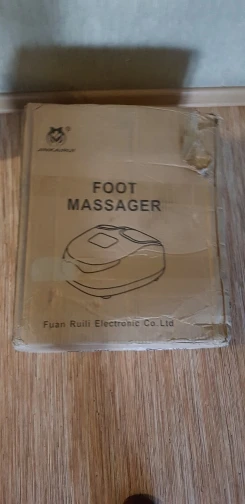 FOOT
MASSAGER
Fuan Ruili Electronic Co.Ltd